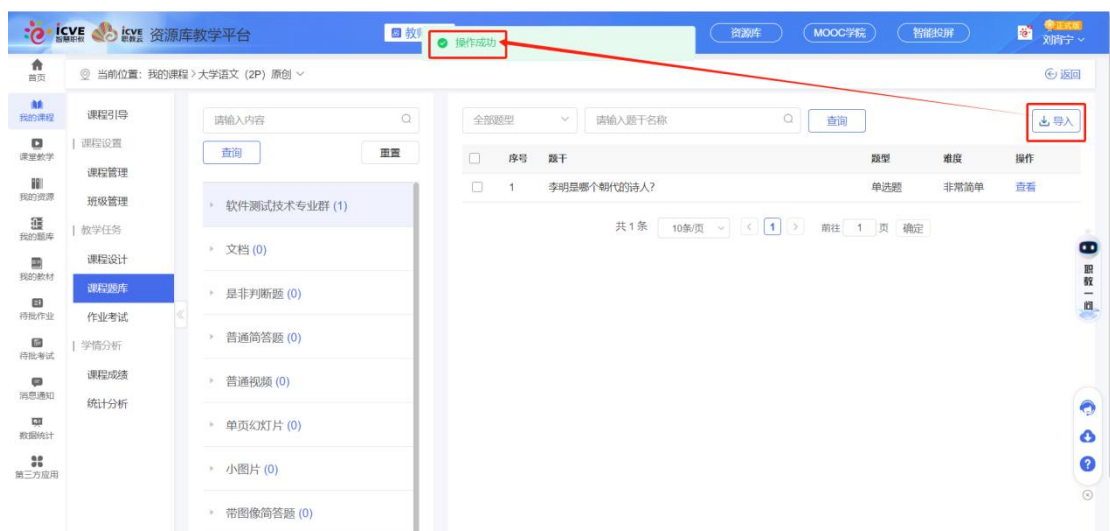 icve 智慧职教 icve 职教云 资源库教学平台
操作成功
资源库 MOOC学院 智能投屏
正式版
刘肖宁
首页
当前位置：我的课程 > 大学语文（2P）原创
返回
我的课程
课堂教学
我的资源
我的题库
我的教材
待批作业
待批考试
消息通知
数据统计
第三方应用
课程引导
课程设置
课程管理
班级管理
教学任务
课程设计
课程题库
作业考试
学情分析
课程成绩
统计分析
请输入内容
查询 重置
软件测试技术专业群 (1)
文档 (0)
是非判断题 (0)
普通简答题 (0)
普通视频 (0)
单页幻灯片 (0)
小图片 (0)
带图像简答题 (0)
全部题型 请输入题干名称 查询 导入
序号 题干 题型 难度 操作
1 李明是哪个朝代的诗人？ 单选题 非常简单 查看
共 1 条 10条/页 1 前往 1 页 确定
职教一问